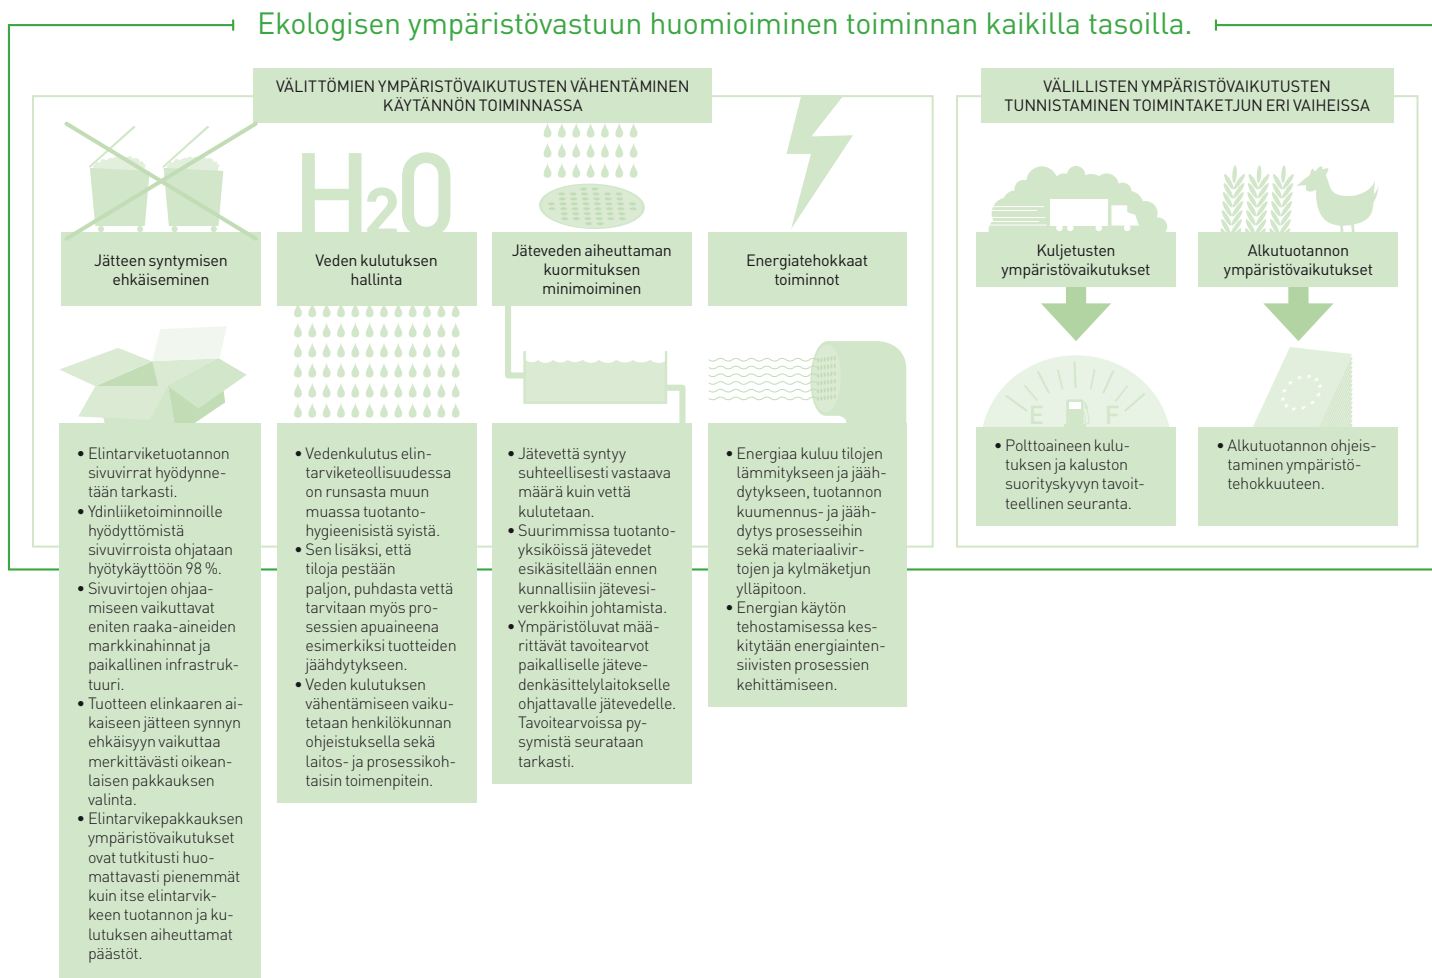 Ekologisen ympäristövastuun huomioiminen toiminnan kaikilla tasoilla.
VÄLITTÖMIEN YMPÄRISTÖVAIKUTUSTEN VÄHENTÄMINEN
KÄYTÄNNÖN TOIMINNASSA
H2O
Jätteen syntymisen
ehkäiseminen
Veden kulutuksen
hallinta
Jäteveden aiheuttaman
kuormituksen
minimoiminen
Energiatehokkaat
toiminnot
• Elintarviketuotannon
sivuvirrat hyödynne-
tään tarkasti.
• Ydinliiketoiminnoille
hyödyttömistä
sivuvirroista ohjataan
hyötykäyttöön 98 %.
• Sivuvirtojen ohjaa-
miseen vaikuttavat
eniten raaka-aineiden
markkinahinnat ja
paikallinen infrastruk-
tuuri.
• Tuotteen elinkaaren ai-
kaiseen jätteen synnyn
ehkäisyyn vaikuttaa
merkittävästi oikean-
laisen pakkauksen
valinta.
• Elintarvikepakkauksen
ympäristövaikutukset
ovat tutkitusti huo-
mattavasti pienemmät
kuin itse elintarvik-
keen tuotannon ja ku-
lutuksen aiheuttamat
päästöt.
• Vedenkulutus elin-
tarviketeollisuudessa
on runsasta muun
muassa tuotanto-
hygieenisistä syistä.
• Sen lisäksi, että
tiloja pestään
paljon, puhdasta vettä
tarvitaan myös pro-
sessien apuaineena
esimerkiksi tuotteiden
jäähdytykseen.
• Veden kulutuksen
vähentämiseen vaiku-
tetaan henkilökunnan
ohjeistuksella sekä
laitos- ja prosessikoh-
taisin toimenpitein.
• Jätevettä syntyy
suhteellisesti vastaava
määrä kuin vettä
kulutetaan.
• Suurimmissa tuotanto-
yksiköissä jätevedet
esikäsitellään ennen
kunnallisiin jätevesi-
verkkoihin johtamista.
• Ympäristöluvat mää-
rittävät tavoitearvot
paikalliselle jäteve-
denkäsittelylaitokselle
ohjattavalle jätevedelle.
Tavoitearvoissa py-
symistä seurataan
tarkasti.
• Energiaa kuluu tilojen
lämmitykseen ja jääh-
dytykseen, tuotannon
kuumennus- ja jääh-
dytys prosesseihin
sekä materiaalivir-
tojen ja kylmäketjun
ylläpitoon.
• Energian käytön
tehostamisessa kes-
kitytään energiainten-
siivisten prosessien
kehittämiseen.
VÄLILLISTEN YMPÄRISTÖVAIKUTUSTEN
TUNNISTAMINEN TOIMINTAKETJUN ERI VAIHEISSA
Kuljetusten
ympäristövaikutukset
Alkutuotannon
ympäristövaikutukset
E F
• Polttoaineen kulu-
tuksen ja kaluston
suorityskyvyn tavoit-
teellinen seuranta.
• Alkutuotannon ohjeis-
taminen ympäristö-
tehokkuuteen.